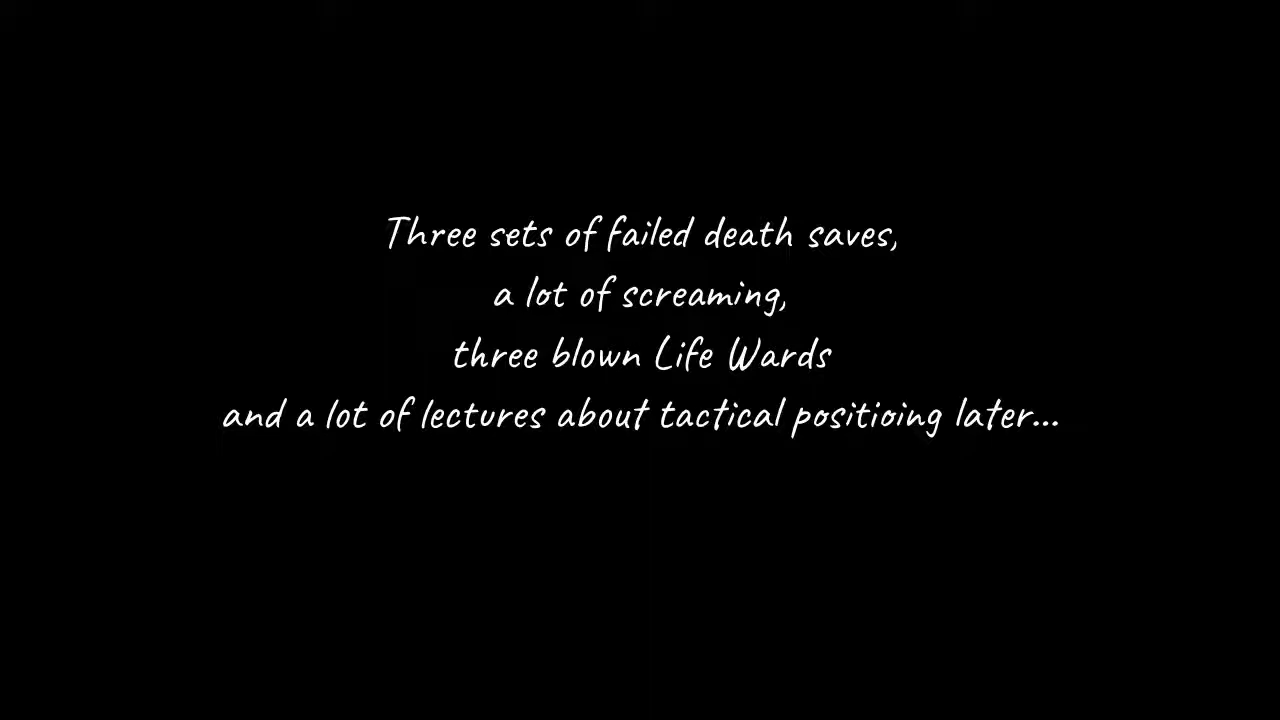 Three sets of failed death saves,
a lot of screaming,
three blown Life Wards
and a lot of lectures about tactical positioing later...